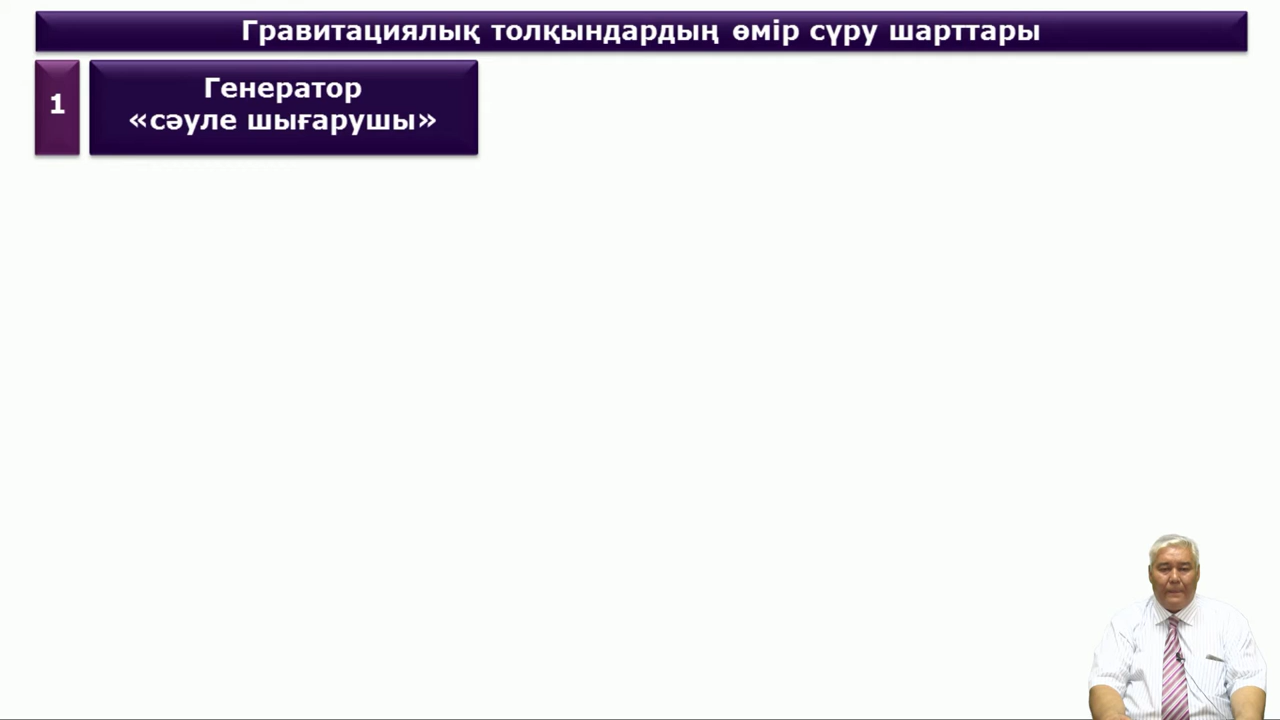 Гравитациялық толқындардың өмір сүру шарттары
1
Генератор
«сәуле шығарушы»